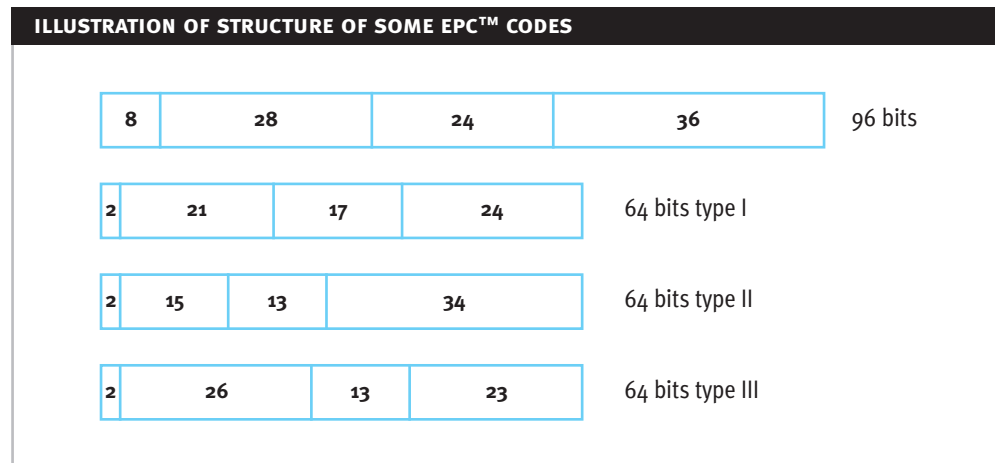 ILLUSTRATION OF STRUCTURE OF SOME EPC™ CODES
8 28 24 36 96 bits
2 21 17 24 64 bits type I
2 15 13 34 64 bits type II
2 26 13 23 64 bits type III